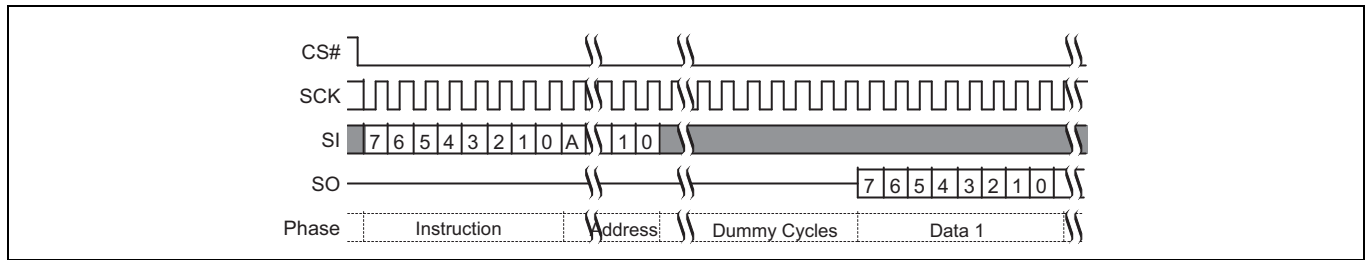 CS#
SCK
SI 7 6 5 4 3 2 1 0 A 1 0
SO 7 6 5 4 3 2 1 0
Phase Instruction Address Dummy Cycles Data 1